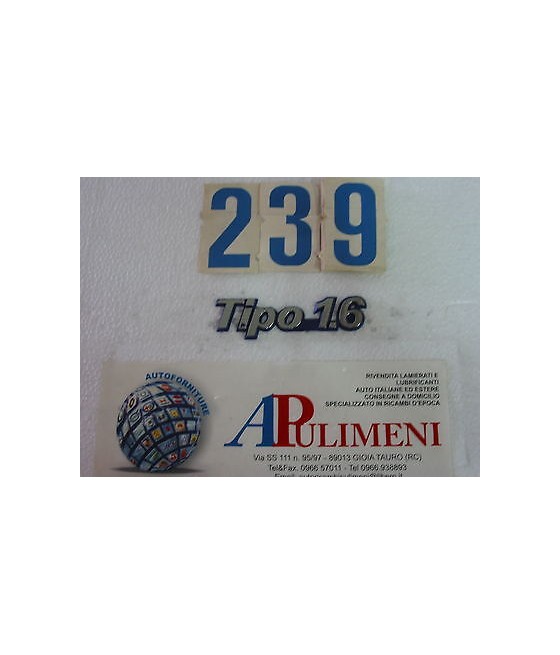 239
Tipo 1.6
AUTOFORNITURE
RIVENDITA LAMIERATI E
LUBRIFICANTI
AUTO ITALIANE ED ESTERE
CONSEGNE A DOMICILIO
SPECIALIZZATO IN RICAMBI D'EPOCA
APULIMENI
Via SS 111 n. 95/97 - 89013 GIOIA TAURO (RC)
Tel&Fax. 0966 57011 - Tel 0966 938893